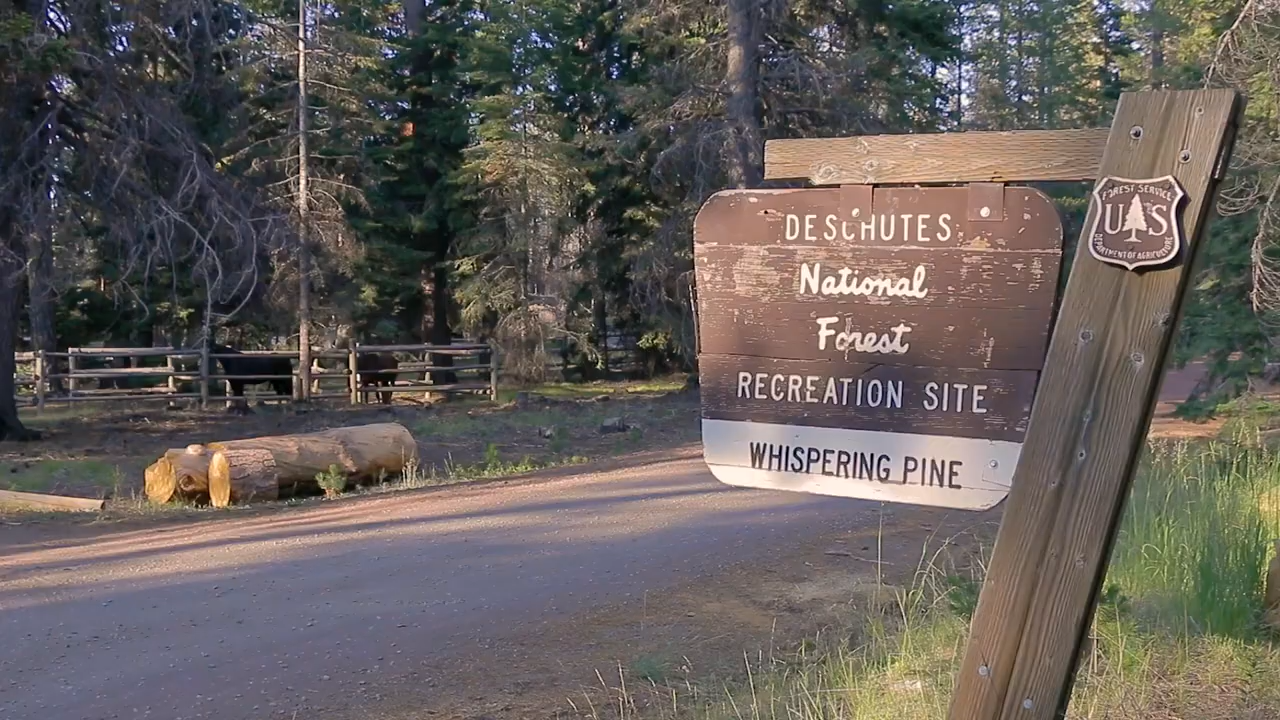 DESCHUTES
National
Forest
RECREATION SITE
WHISPERING PINE
FOREST SERVICE
US
DEPARTMENT OF AGRICULTURE